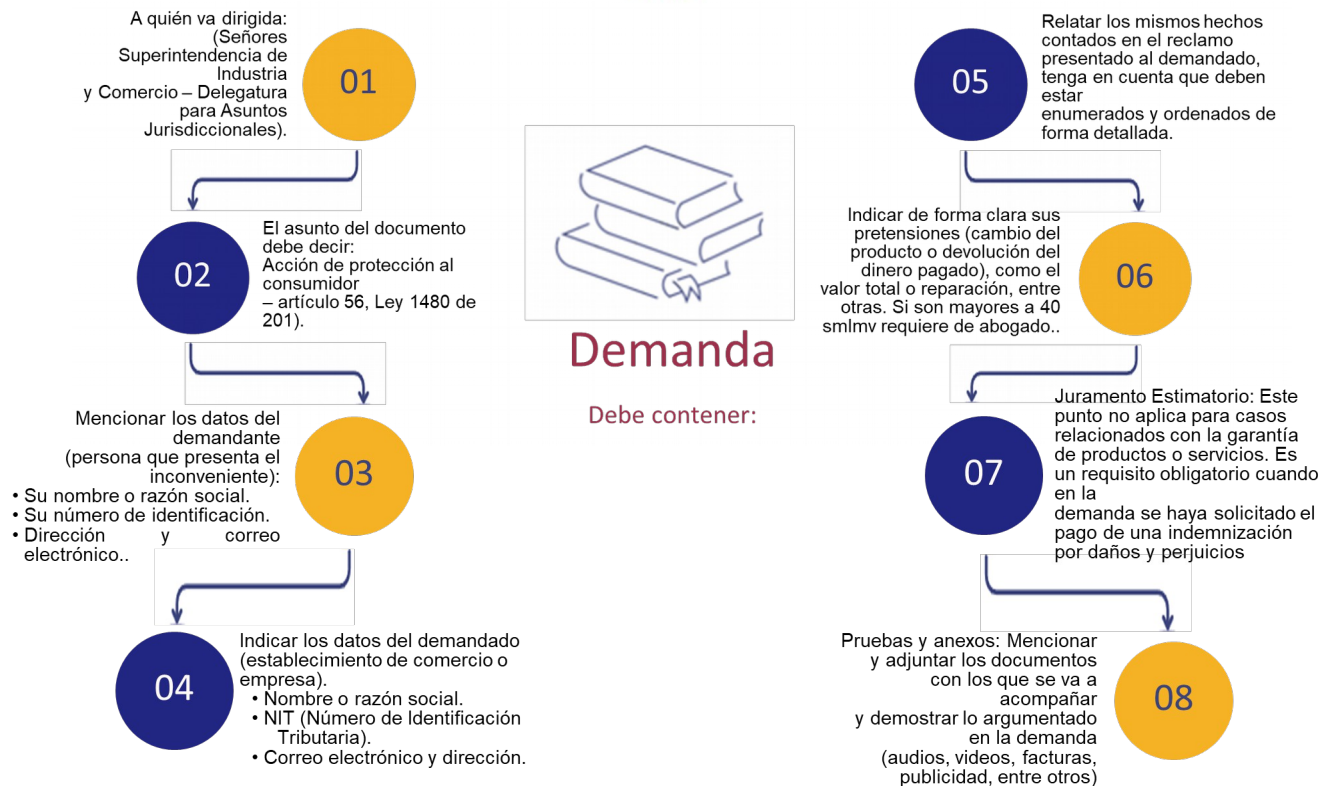 A quién va dirigida:
(Señores
Superintendencia de
Industria
y Comercio – Delegatura
para Asuntos
Jurisdiccionales).
01
02
El asunto del documento
debe decir:
Acción de protección al
consumidor
– artículo 56, Ley 1480 de
201).
Mencionar los datos del
demandante
(persona que presenta el
inconveniente):
• Su nombre o razón social.
• Su número de identificación.
• Dirección y correo
electrónico..
03
04
Indicar los datos del demandado
(establecimiento de comercio o
empresa).
• Nombre o razón social.
• NIT (Número de Identificación
Tributaria).
• Correo electrónico y dirección.
Demanda
Debe contener:
05
Relatar los mismos hechos
contados en el reclamo
presentado al demandado,
tenga en cuenta que deben
estar
enumerados y ordenados de
forma detallada.
Indicar de forma clara sus
pretensiones (cambio del
producto o devolución del
dinero pagado), como el
valor total o reparación, entre
otras. Si son mayores a 40
smlmv requiere de abogado..
06
07
Juramento Estimatorio: Este
punto no aplica para casos
relacionados con la garantía
de productos o servicios. Es
un requisito obligatorio cuando
en la
demanda se haya solicitado el
pago de una indemnización
por daños y perjuicios
Pruebas y anexos: Mencionar
y adjuntar los documentos
con los que se va a
acompañar
y demostrar lo argumentado
en la demanda
(audios, videos, facturas,
publicidad, entre otros)
08